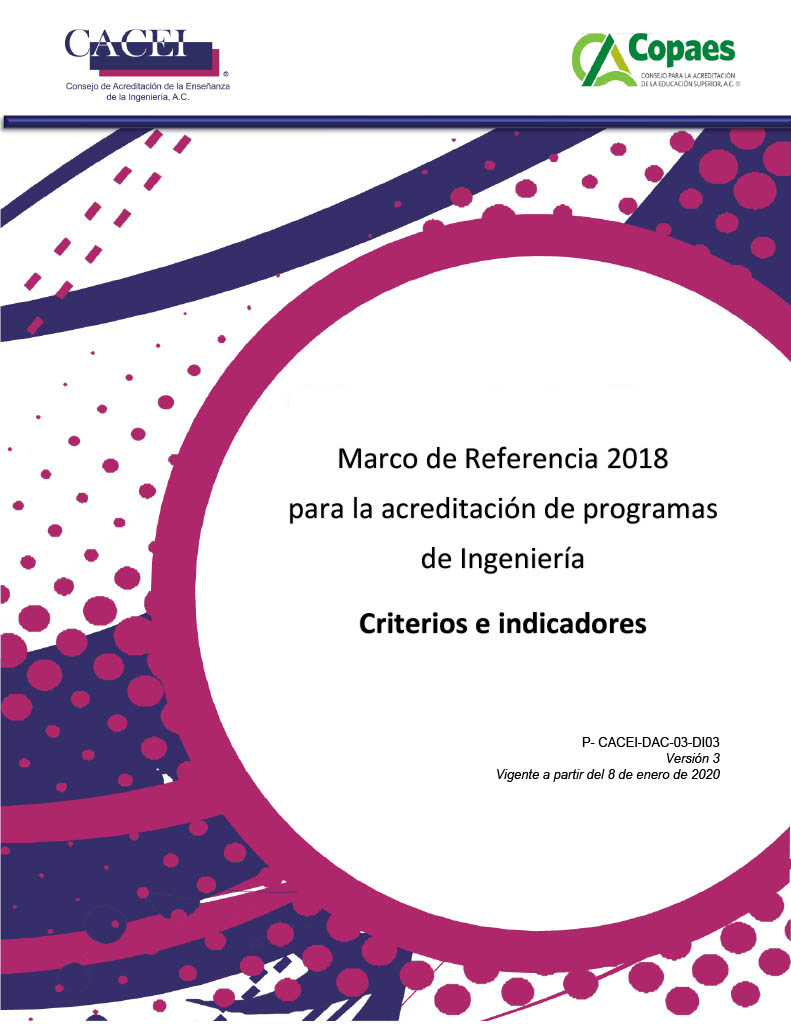 CACEI
®
Consejo de Acreditación de la Enseñanza
de la Ingeniería, A.C.
Copaes
CONSEJO PARA LA ACREDITACIÓN
DE LA EDUCACIÓN SUPERIOR, A.C. ®
Marco de Referencia 2018
para la acreditación de programas
de Ingeniería
Criterios e indicadores
P- CACEI-DAC-03-DI03
Versión 3
Vigente a partir del 8 de enero de 2020